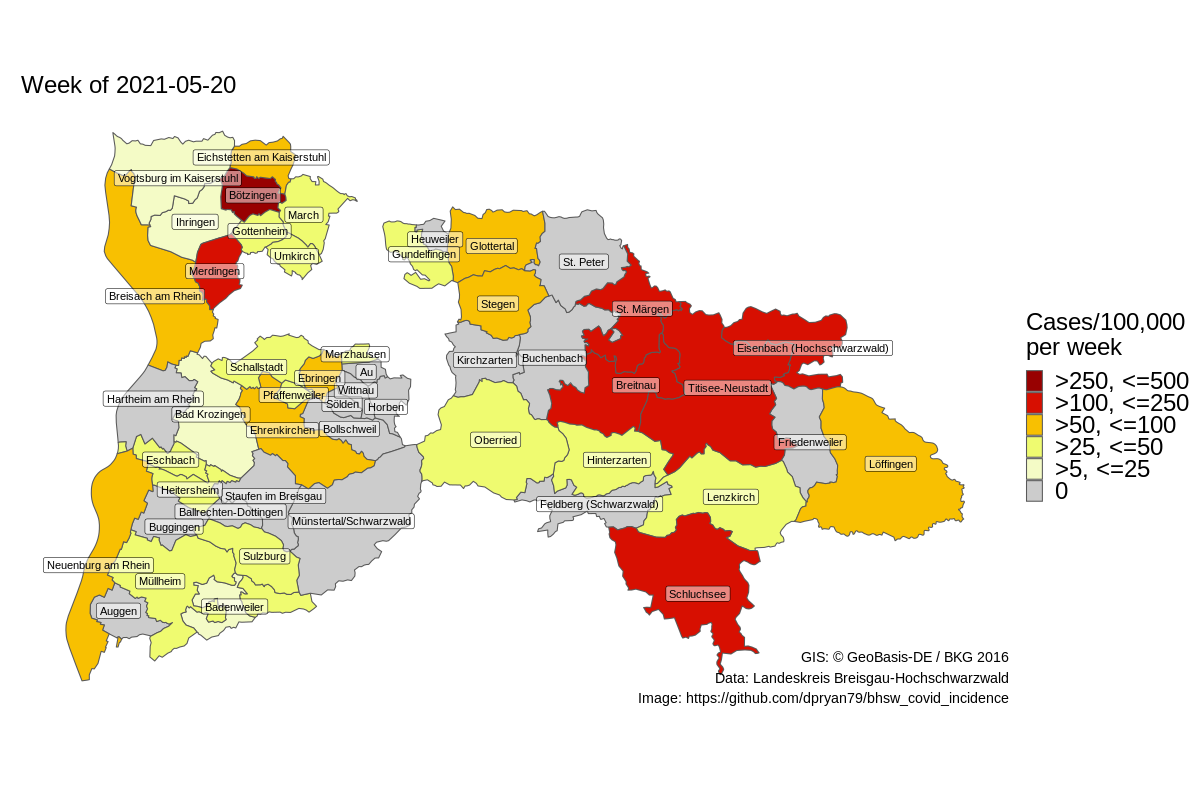 Week of 2021-05-20
Eichstetten am Kaiserstuhl
Vogtsburg im Kaiserstuhl
Bötzingen
March
Ihringen
Gottenheim
Umkirch
Merdingen
Breisach am Rhein
Heuweiler
Glottertal
Gundelfingen
St. Peter
Stegen
St. Märgen
Eisenbach (Hochschwarzwald)
Merzhausen
Kirchzarten
Buchenbach
Schallstadt
Au
Ebringen
Wittnau
Breitnau
Titisee-Neustadt
Pfaffenweiler
Hartheim am Rhein
Sölden
Horben
Bad Krozingen
Ehrenkirchen
Bollschweil
Oberried
Friedenweiler
Eschbach
Hinterzarten
Löffingen
Heitersheim
Staufen im Breisgau
Lenzkirch
Feldberg (Schwarzwald)
Ballrechten-Dottingen
Münstertal/Schwarzwald
Buggingen
Sulzburg
Neuenburg am Rhein
Müllheim
Schluchsee
Badenweiler
Auggen
Cases/100,000
per week
>250, <=500
>100, <=250
>50, <=100
>25, <=50
>5, <=25
0
GIS: © GeoBasis-DE / BKG 2016
Data: Landeskreis Breisgau-Hochschwarzwald
Image: https://github.com/dpryan79/bhsw_covid_incidence